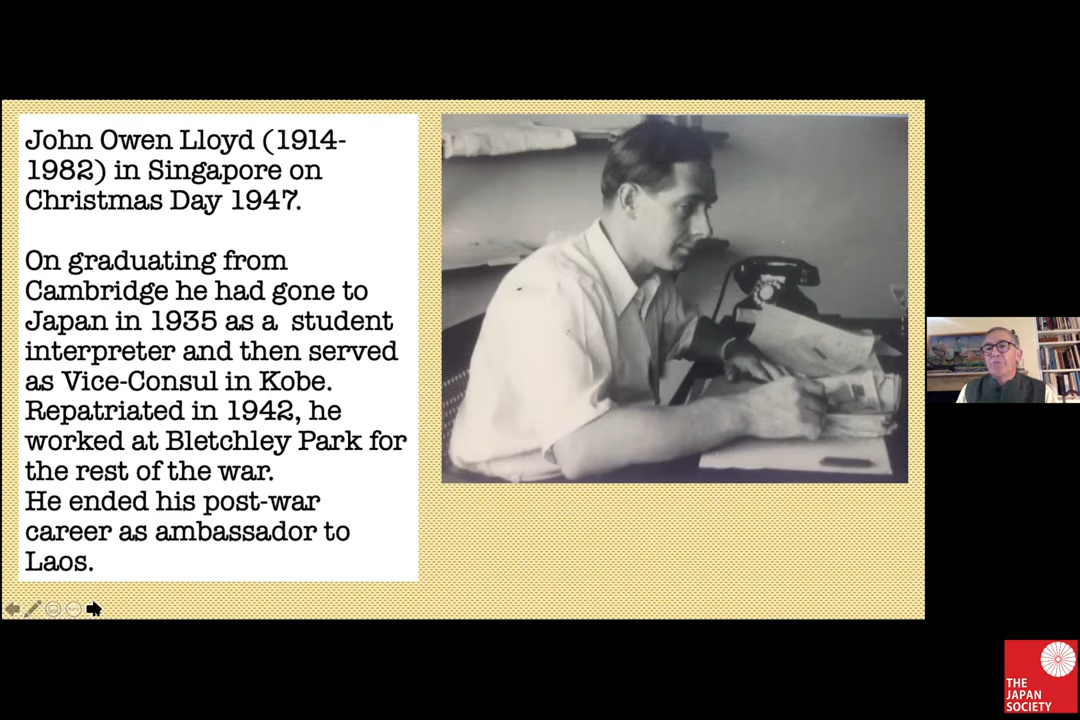 John Owen Lloyd (1914-
1982) in Singapore on
Christmas Day 1947.
On graduating from
Cambridge he had gone to
Japan in 1935 as a  student
interpreter and then served
as Vice-Consul in Kobe.
Repatriated in 1942, he
worked at Bletchley Park for
the rest of the war.
He ended his post-war
career as ambassador to
Laos.
THE
JAPAN
SOCIETY